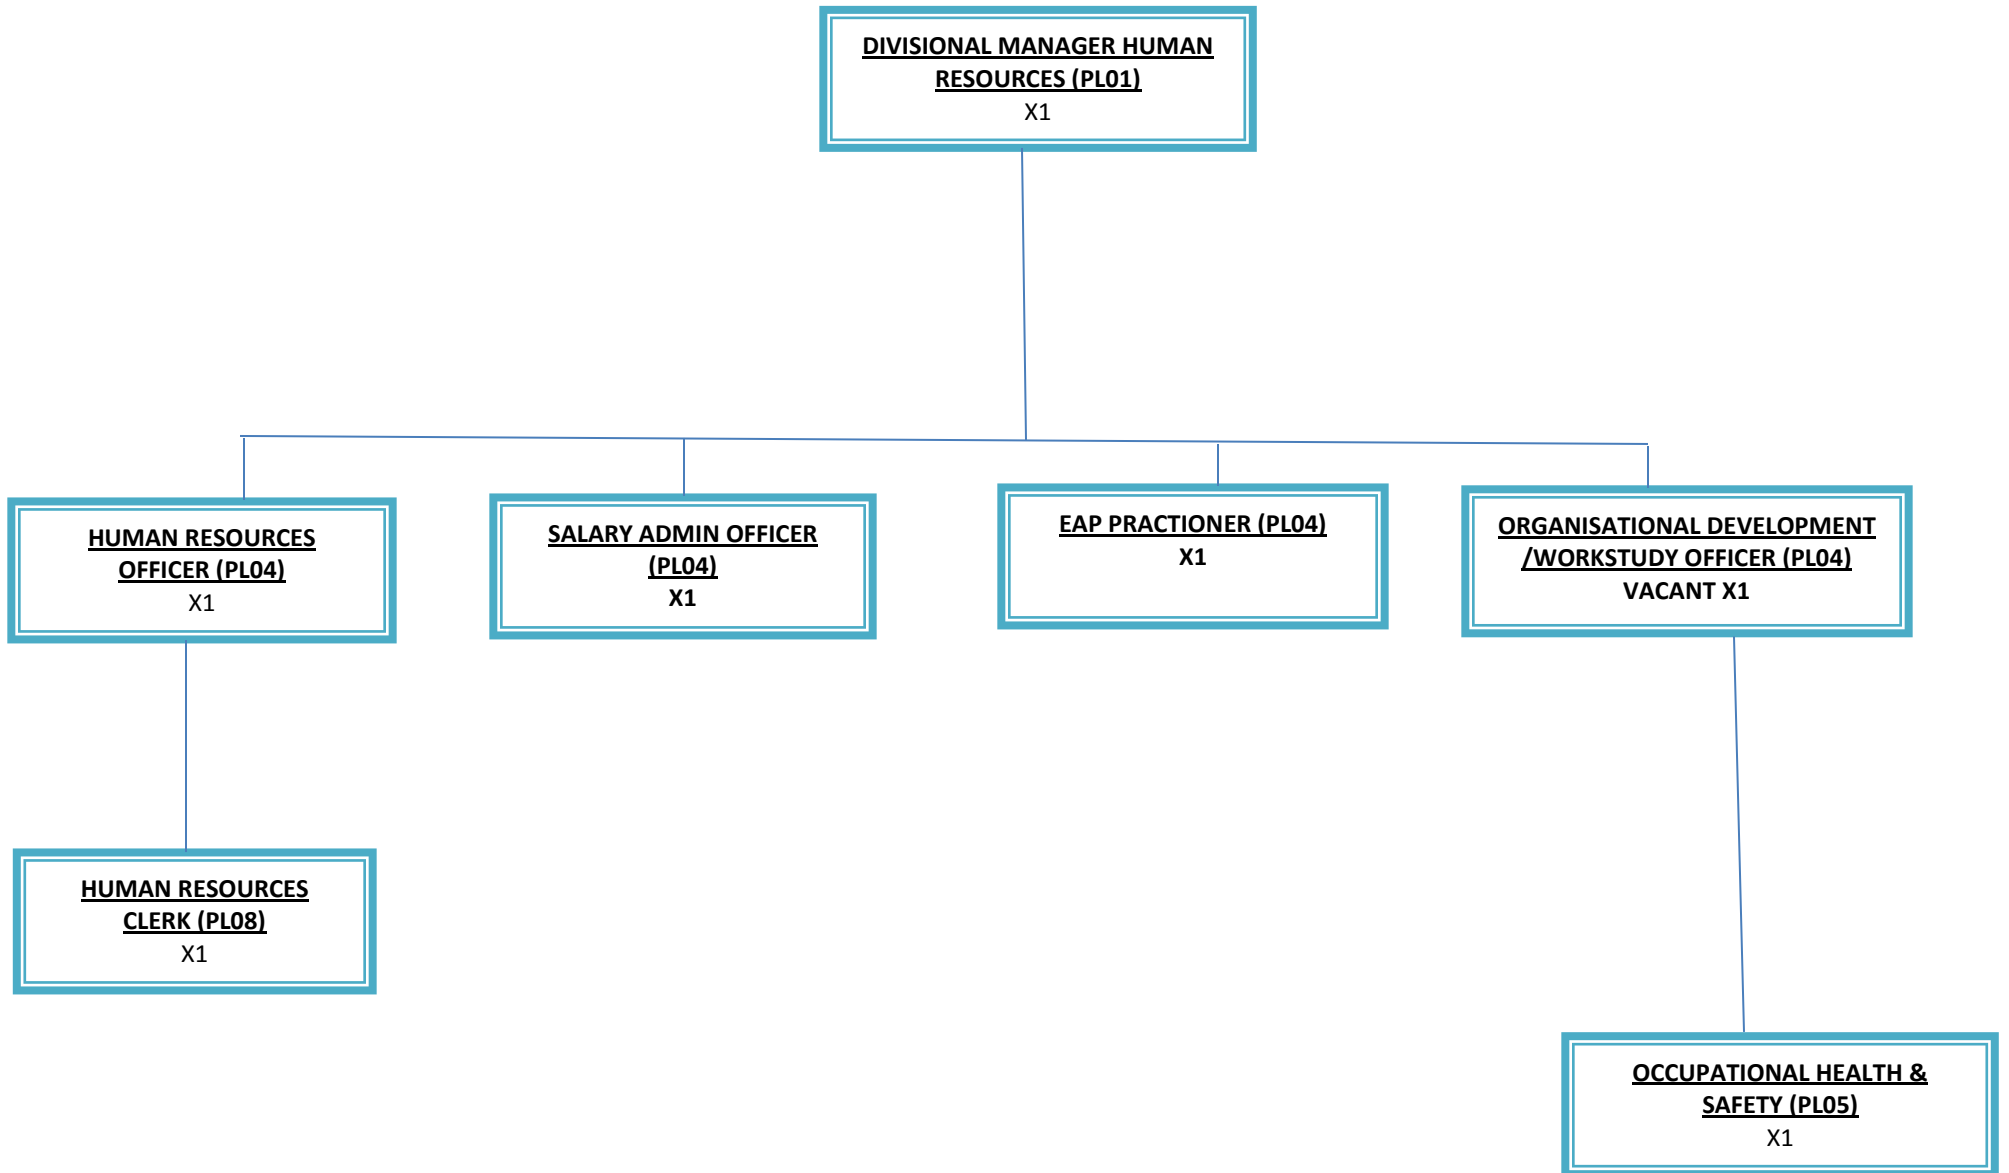 DIVISIONAL MANAGER HUMAN
RESOURCES (PL01)
X1
HUMAN RESOURCES
OFFICER (PL04)
X1
SALARY ADMIN OFFICER
(PL04)
X1
EAP PRACTIONER (PL04)
X1
ORGANISATIONAL DEVELOPMENT
/WORKSTUDY OFFICER (PL04)
VACANT X1
HUMAN RESOURCES
CLERK (PL08)
X1
OCCUPATIONAL HEALTH &
SAFETY (PL05)
X1